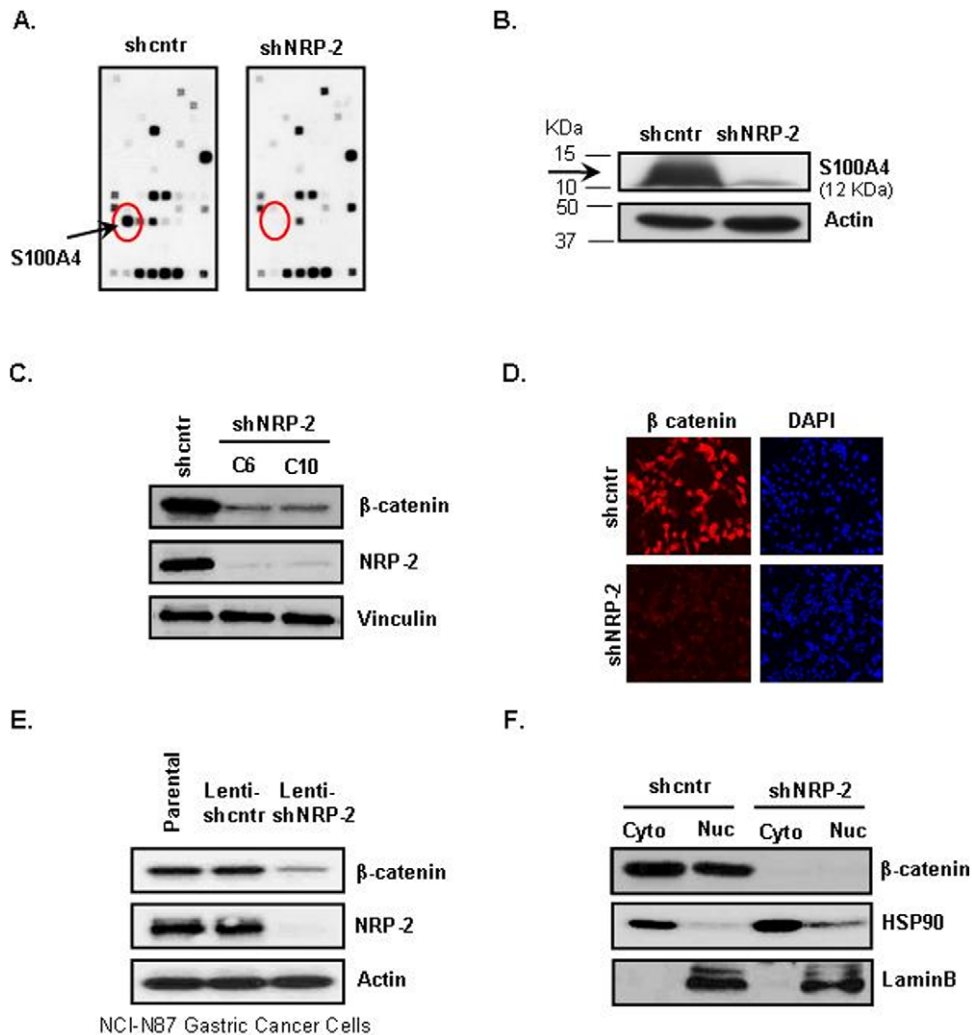 A.
shcntr shNRP-2
S100A4
B.
KDa shcntr shNRP-2
15
10
50
37
S100A4
(12 KDa)
Actin
C.
shcntr
shNRP-2
C6 C10
β-catenin
NRP-2
Vinculin
D.
β catenin DAPI
shcntr
shNRP-2
E.
Parental
Lenti-
shcntr
Lenti-
shNRP-2
β-catenin
NRP-2
Actin
NCI-N87 Gastric Cancer Cells
F.
shcntr shNRP-2
Cyto Nuc Cyto Nuc
β-catenin
HSP90
LaminB